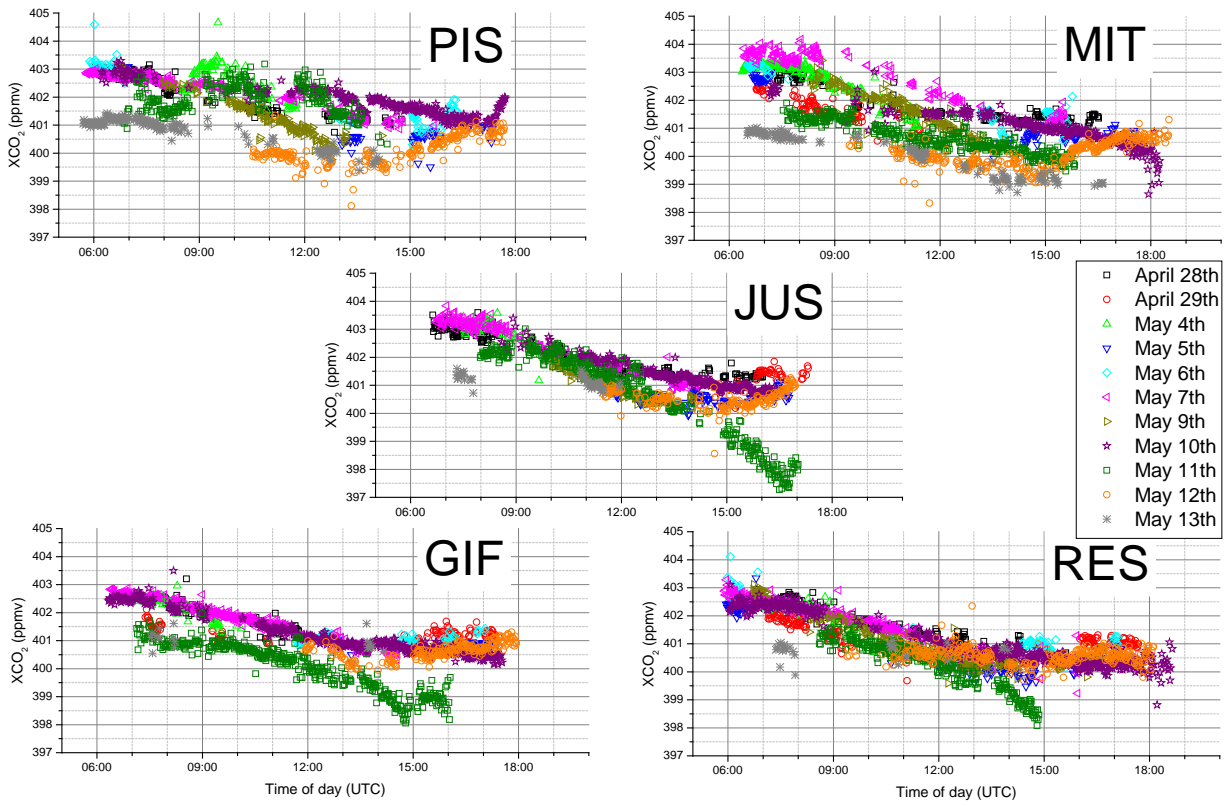 PIS
XCO2 (ppmv)
405
404
403
402
401
400
399
398
397
06:00 09:00 12:00 15:00 18:00
MIT
XCO2 (ppmv)
405
404
403
402
401
400
399
398
397
06:00 09:00 12:00 15:00 18:00
JUS
XCO2 (ppmv)
405
404
403
402
401
400
399
398
397
06:00 09:00 12:00 15:00 18:00
April 28th
April 29th
May 4th
May 5th
May 6th
May 7th
May 9th
May 10th
May 11th
May 12th
May 13th
GIF
XCO2 (ppmv)
405
404
403
402
401
400
399
398
397
06:00 09:00 12:00 15:00 18:00
Time of day (UTC)
RES
XCO2 (ppmv)
405
404
403
402
401
400
399
398
397
06:00 09:00 12:00 15:00 18:00
Time of day (UTC)